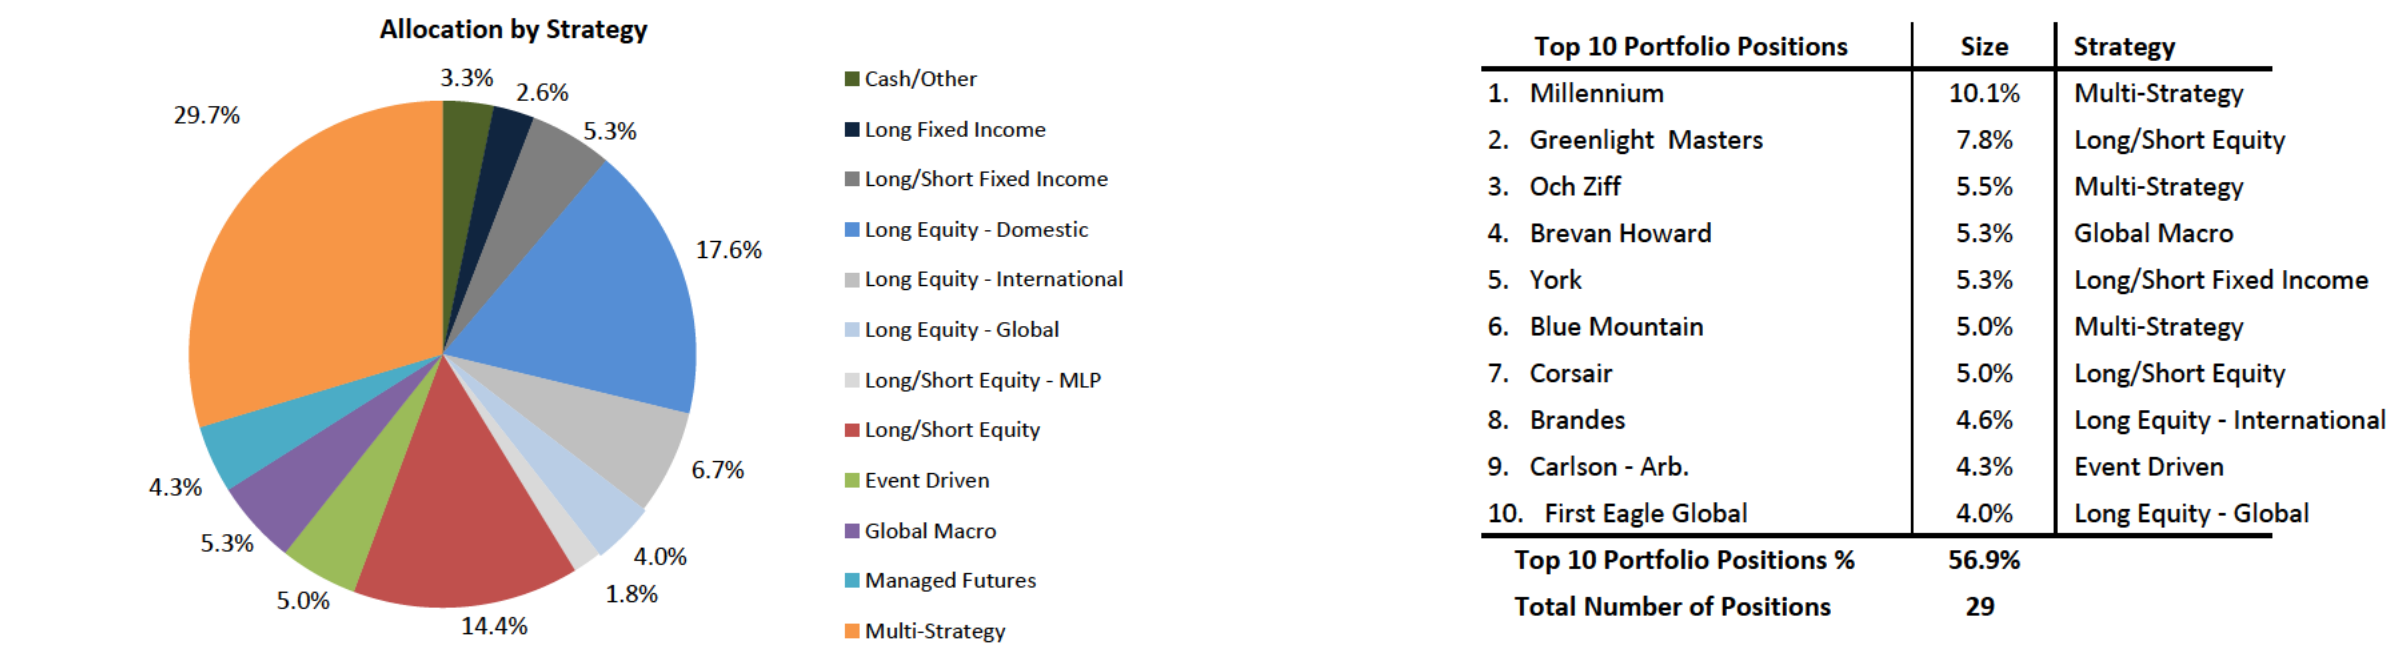 Allocation by Strategy
3.3%
2.6%
5.3%
17.6%
6.7%
4.0%
1.8%
14.4%
5.0%
5.3%
4.3%
29.7%
Cash/Other
Long Fixed Income
Long/Short Fixed Income
Long Equity - Domestic
Long Equity - International
Long Equity - Global
Long/Short Equity - MLP
Long/Short Equity
Event Driven
Global Macro
Managed Futures
Multi-Strategy
Top 10 Portfolio Positions Size Strategy
1. Millennium 10.1% Multi-Strategy
2. Greenlight Masters 7.8% Long/Short Equity
3. Och Ziff 5.5% Multi-Strategy
4. Brevan Howard 5.3% Global Macro
5. York 5.3% Long/Short Fixed Income
6. Blue Mountain 5.0% Multi-Strategy
7. Corsair 5.0% Long/Short Equity
8. Brandes 4.6% Long Equity - International
9. Carlson - Arb. 4.3% Event Driven
10. First Eagle Global 4.0% Long Equity - Global
Top 10 Portfolio Positions % 56.9%
Total Number of Positions 29